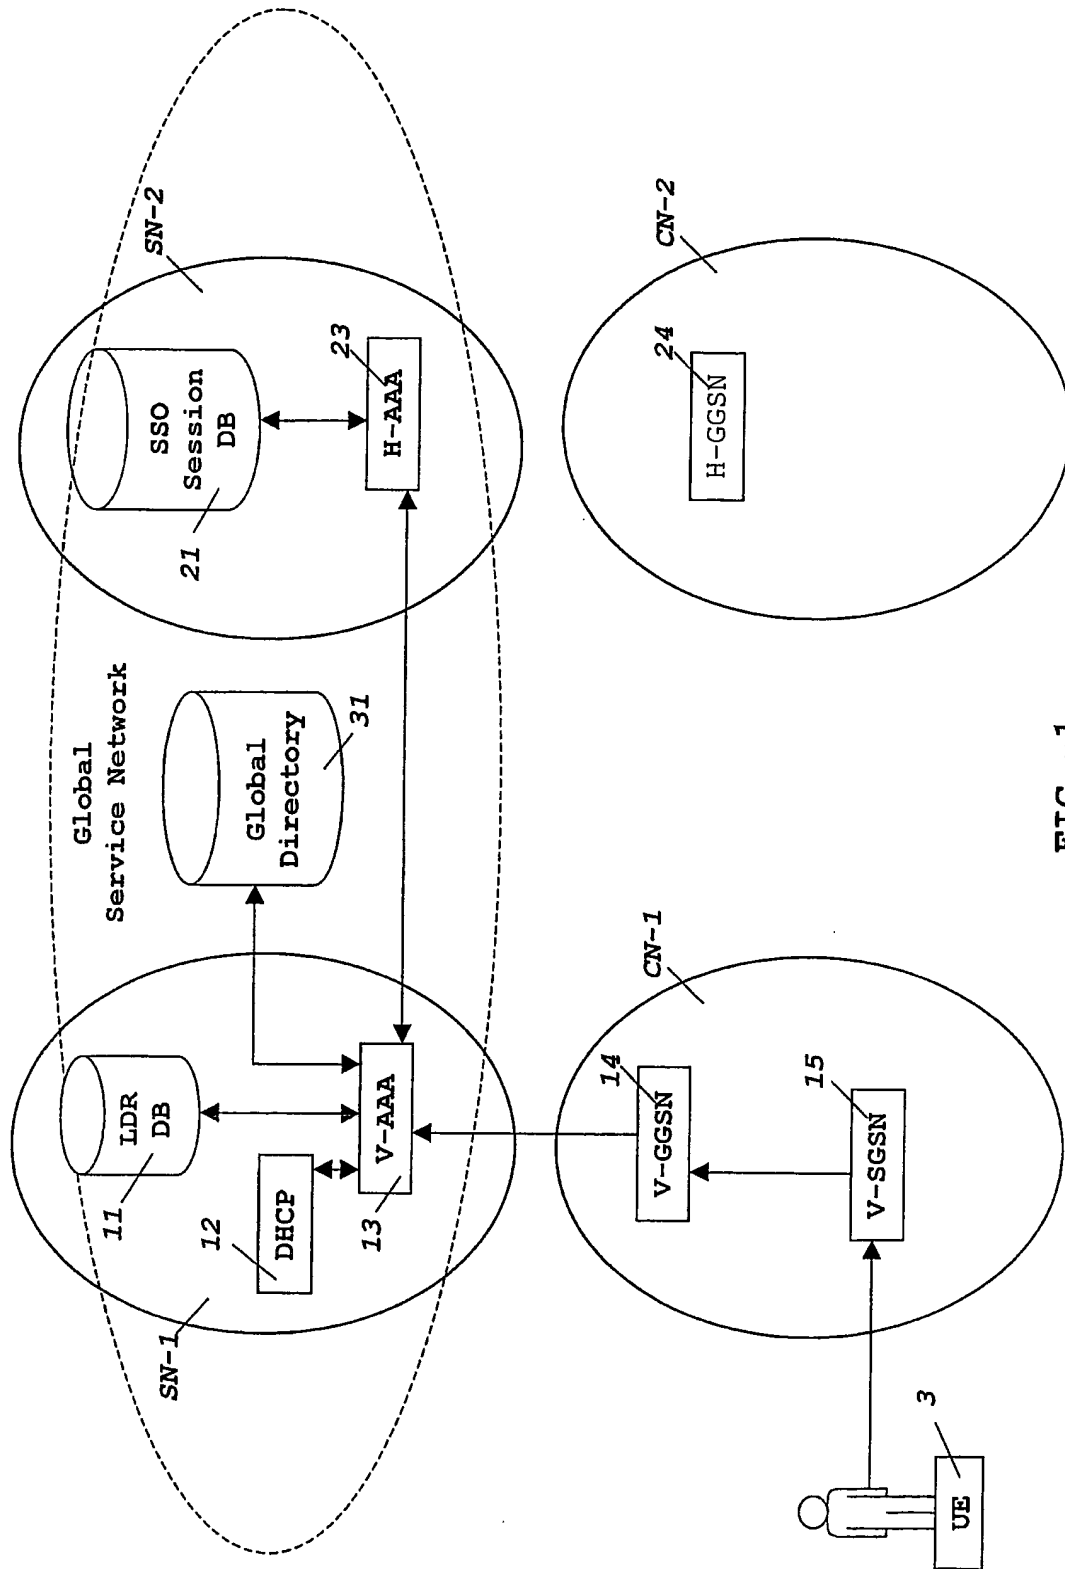 Global
Service Network
SN-1
LDR
DB
11
12
DHCP
V-AAA
13
Global
Directory
31
SN-2
SSO
Session
DB
21
H-AAA
23
CN-1
V-GGSN
14
V-SGSN
15
CN-2
H-GGSN
24
UE
3
FIG. -1